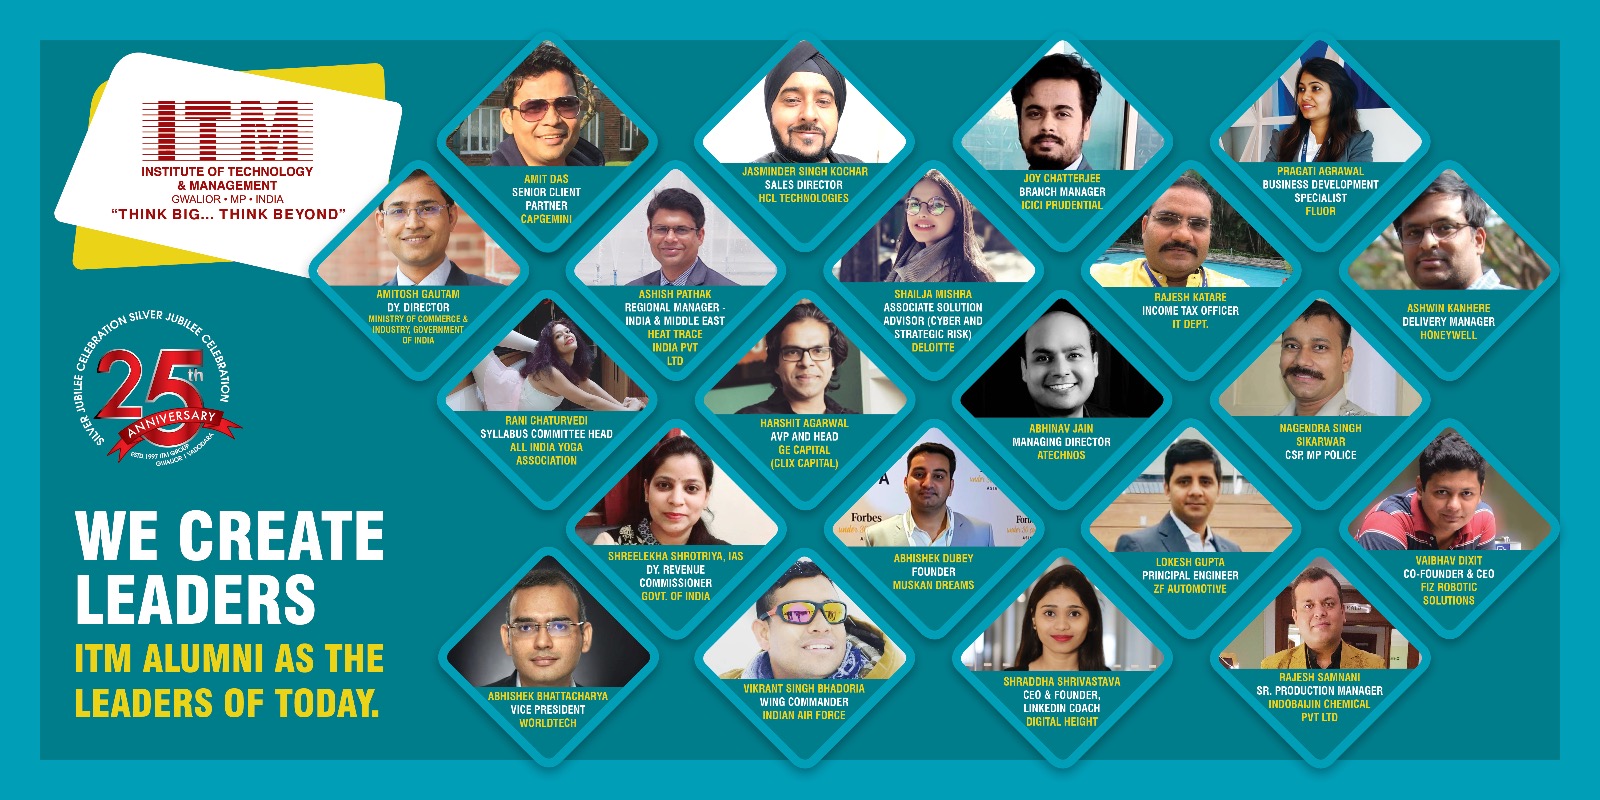 ITM
INSTITUTE OF TECHNOLOGY
& MANAGEMENT
GWALIOR • MP • INDIA
“THINK BIG... THINK BEYOND”
SILVER JUBILEE CELEBRATION SILVER JUBILEE CELEBRATION
25th
ANNIVERSARY
ESTD 1997 ITM GROUP
GWALIOR | VADODARA
WE CREATE
LEADERS
ITM ALUMNI AS THE
LEADERS OF TODAY.
AMIT DAS
SENIOR CLIENT
PARTNER
CAPGEMINI
JASMINDER SINGH KOCHAR
SALES DIRECTOR
HCL TECHNOLOGIES
JOY CHATTERJEE
BRANCH MANAGER
ICICI PRUDENTIAL
PRAGATI AGRAWAL
BUSINESS DEVELOPMENT
SPECIALIST
FLUOR
AMITOSH GAUTAM
DY. DIRECTOR
MINISTRY OF COMMERCE &
INDUSTRY, GOVERNMENT
OF INDIA
ASHISH PATHAK
REGIONAL MANAGER -
INDIA & MIDDLE EAST
HEAT TRACE
INDIA PVT
LTD
SHAILJA MISHRA
ASSOCIATE SOLUTION
ADVISOR (CYBER AND
STRATEGIC RISK)
DELOITTE
RAJESH KATARE
INCOME TAX OFFICER
IT DEPT.
ASHWIN KANHERE
DELIVERY MANAGER
HONEYWELL
RANI CHATURVEDI
SYLLABUS COMMITTEE HEAD
ALL INDIA YOGA
ASSOCIATION
HARSHIT AGARWAL
AVP AND HEAD
GE CAPITAL
(CLIX CAPITAL)
ABHINAV JAIN
MANAGING DIRECTOR
ATECHNOS
NAGENDRA SINGH
SIKARWAR
CSP, MP POLICE
SHREELEKHA SHROTRIYA, IAS
DY. REVENUE
COMMISSIONER
GOVT. OF INDIA
Forbes
ABHISHEK DUBEY
FOUNDER
MUSKAN DREAMS
LOKESH GUPTA
PRINCIPAL ENGINEER
ZF AUTOMOTIVE
VAIBHAV DIXIT
CO-FOUNDER & CEO
FIZ ROBOTIC
SOLUTIONS
ABHISHEK BHATTACHARYA
VICE PRESIDENT
WORLDTECH
VIKRANT SINGH BHADORIA
WING COMMANDER
INDIAN AIR FORCE
SHRADDHA SHRIVASTAVA
CEO & FOUNDER,
LINKEDIN COACH
DIGITAL HEIGHT
RAJESH SAMNANI
SR. PRODUCTION MANAGER
INDOBAIJIN CHEMICAL
PVT LTD